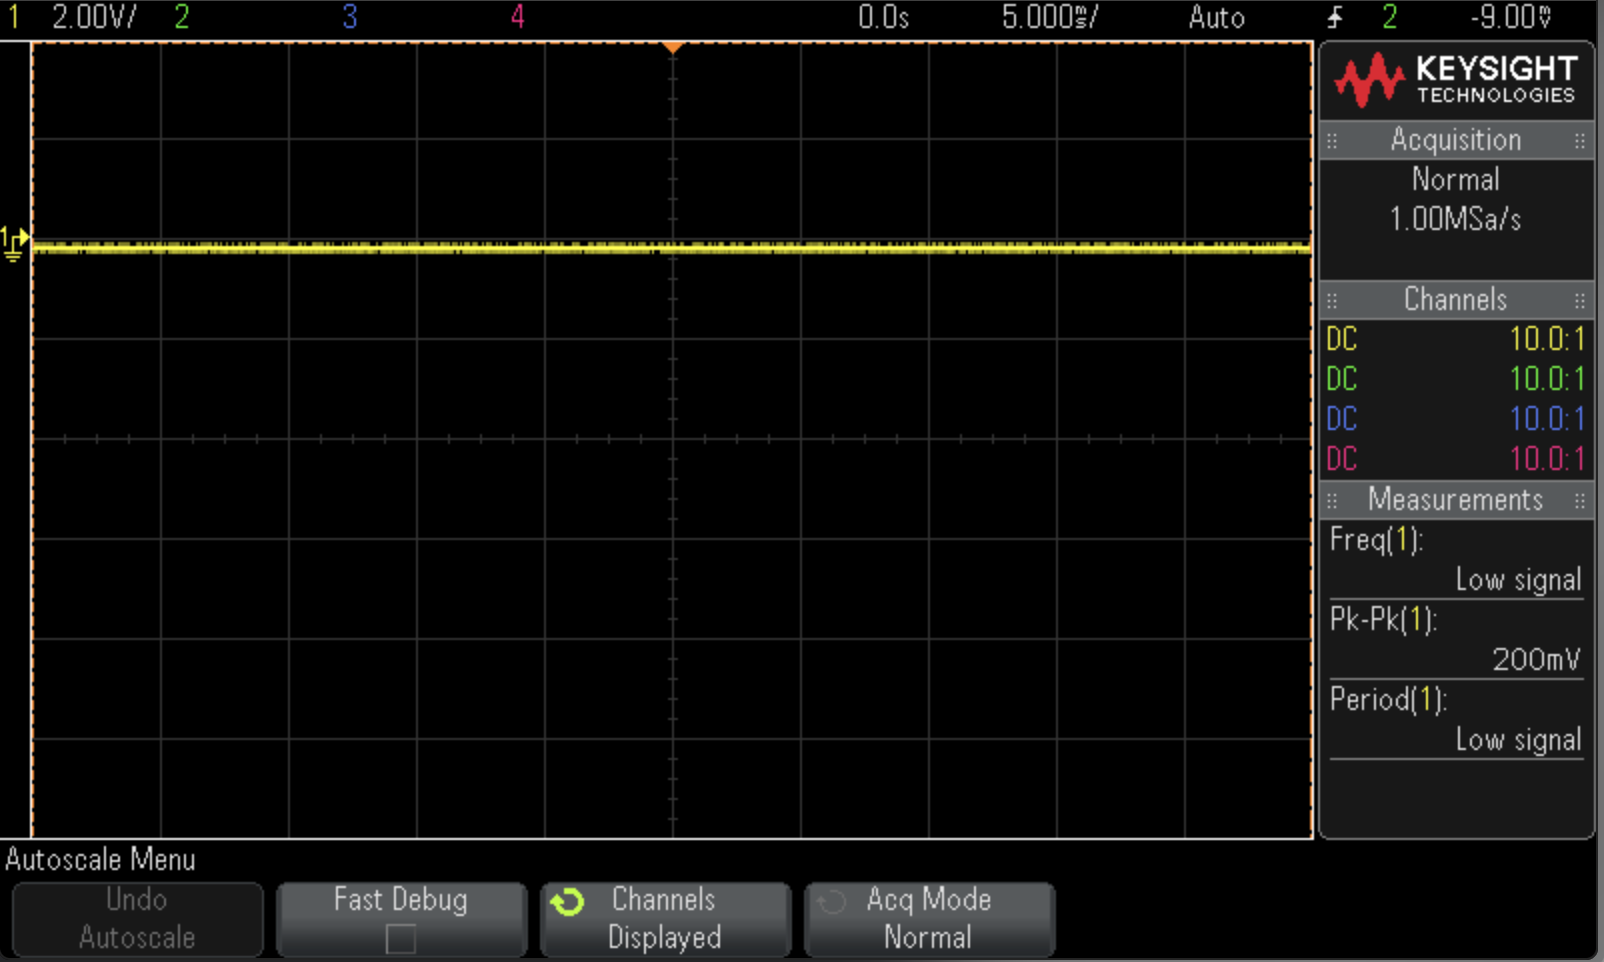 1 2.00V/ 2 3 4 0.0s 5.000ms/ Auto 2 -9.00mV
KEYSIGHT
TECHNOLOGIES
Acquisition
Normal
1.00MSa/s
1
Channels
DC 10.0:1
DC 10.0:1
DC 10.0:1
DC 10.0:1
Measurements
Freq(1):
Low signal
Pk-Pk(1):
200mV
Period(1):
Low signal
Autoscale Menu
Undo
Autoscale
Fast Debug
Channels
Displayed
Acq Mode
Normal